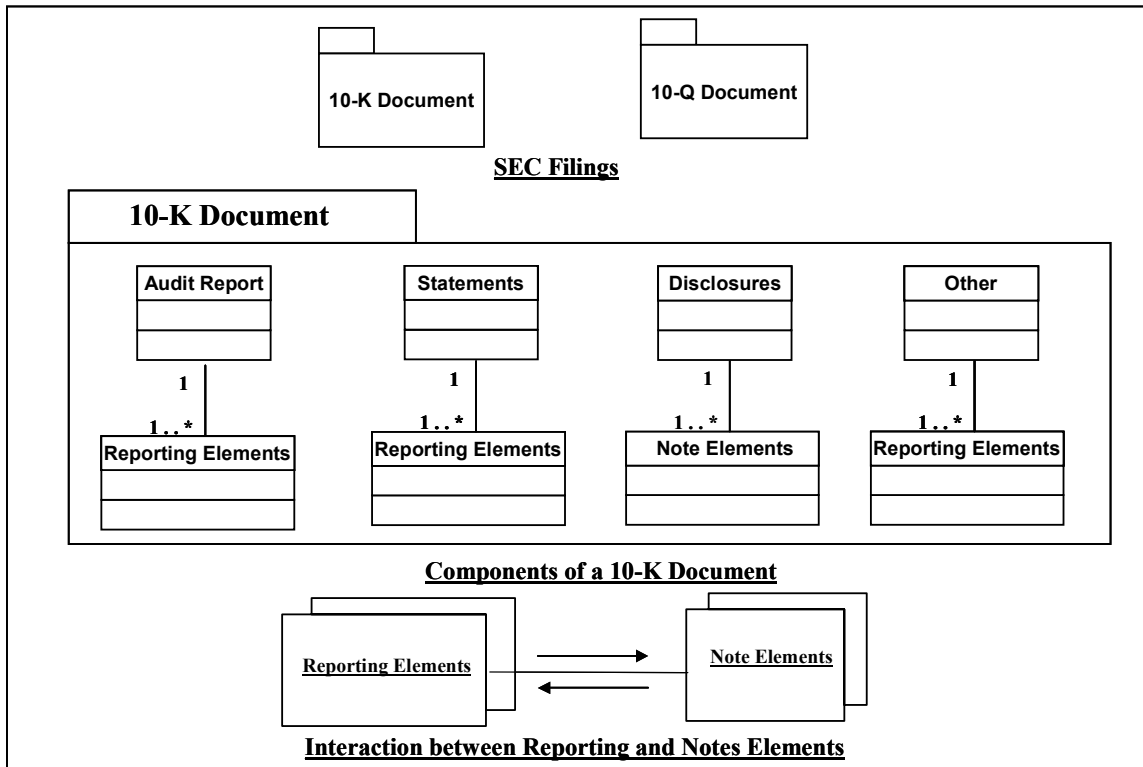 10-K Document
10-Q Document
SEC Filings
10-K Document
Audit Report
Statements
Disclosures
Other
1
1
1
1
1..*
1..*
1..*
1..*
Reporting Elements
Reporting Elements
Note Elements
Reporting Elements
Components of a 10-K Document
Reporting Elements
Note Elements
Interaction between Reporting and Notes Elements